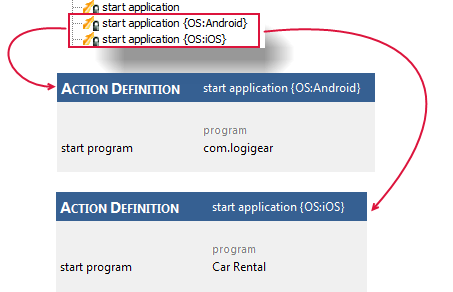 start application
start application {OS:Android}
start application {OS:iOS}
ACTION DEFINITION start application {OS:Android}
program
start program com.logigear
ACTION DEFINITION start application {OS:iOS}
program
start program Car Rental